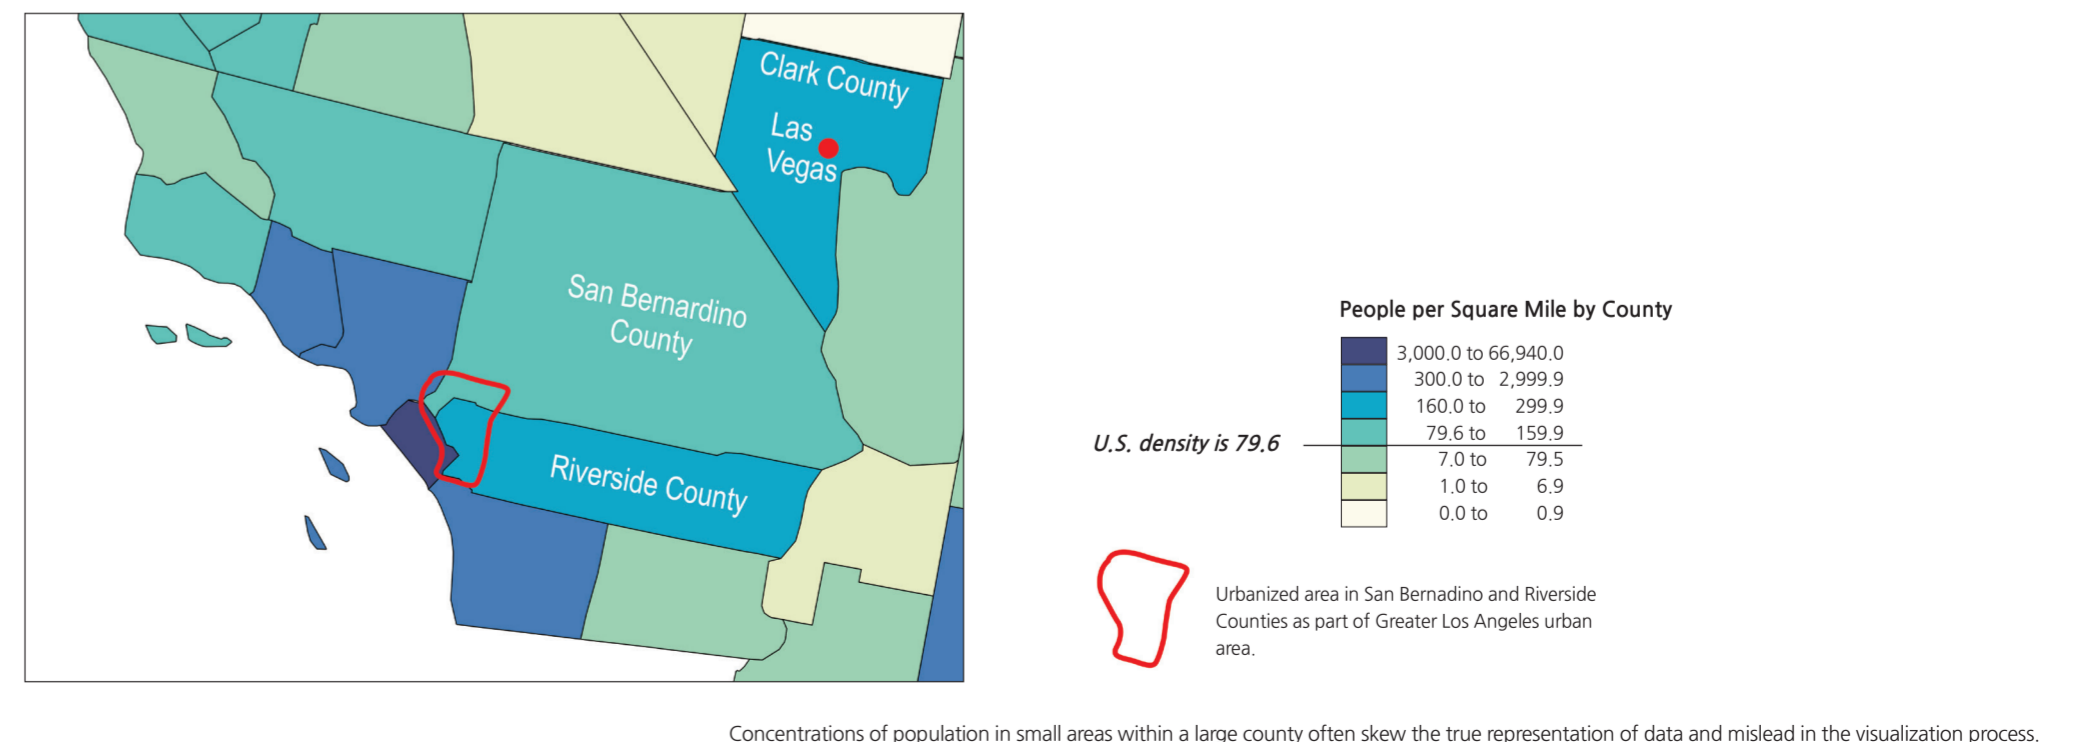 Clark County
Las
Vegas
San Bernardino
County
Riverside County
People per Square Mile by County
3,000.0 to 66,940.0
300.0 to 2,999.9
160.0 to 299.9
79.6 to 159.9
U.S. density is 79.6
7.0 to 79.5
1.0 to 6.9
0.0 to 0.9
Urbanized area in San Bernadino and Riverside
Counties as part of Greater Los Angeles urban
area.
Concentrations of population in small areas within a large county often skew the true representation of data and mislead in the visualization process.